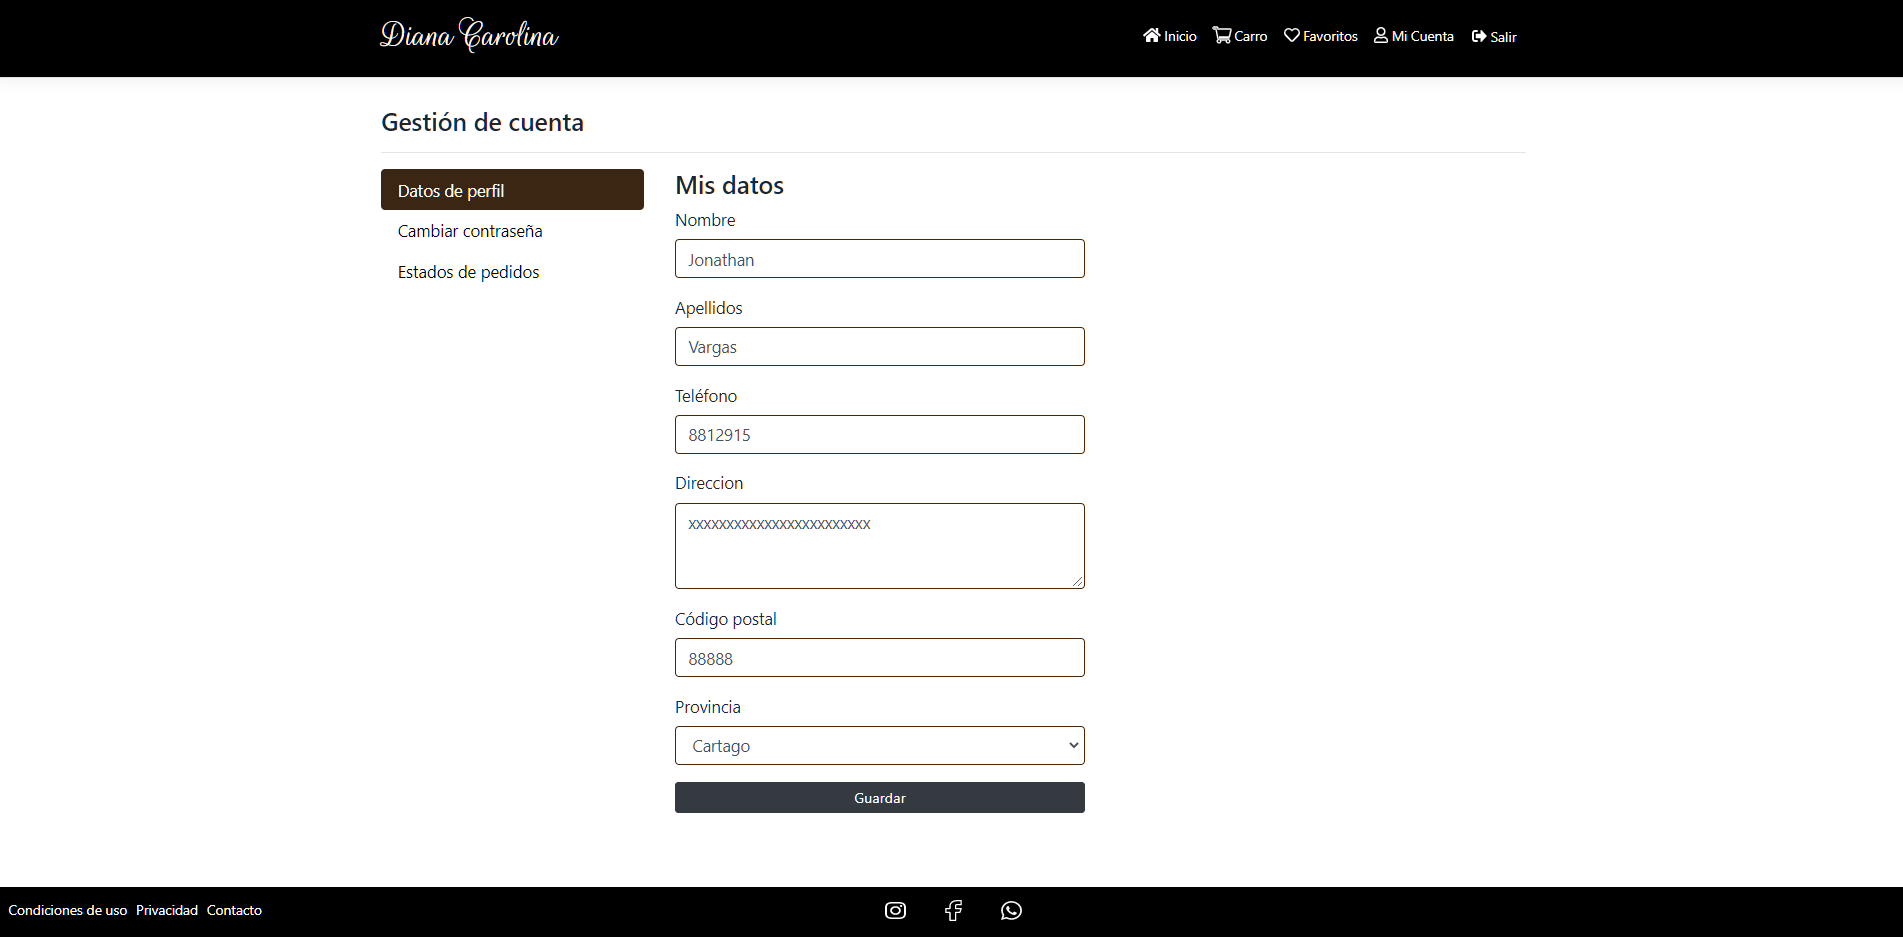 Diana Carolina
Inicio Carro Favoritos Mi Cuenta Salir
Gestión de cuenta
Datos de perfil
Cambiar contraseña
Estados de pedidos
Mis datos
Nombre
Jonathan
Apellidos
Vargas
Teléfono
8812915
Direccion
xxxxxxxxxxxxxxxxxxxxxxxx
Código postal
88888
Provincia
Cartago
Guardar
Condiciones de uso Privacidad Contacto